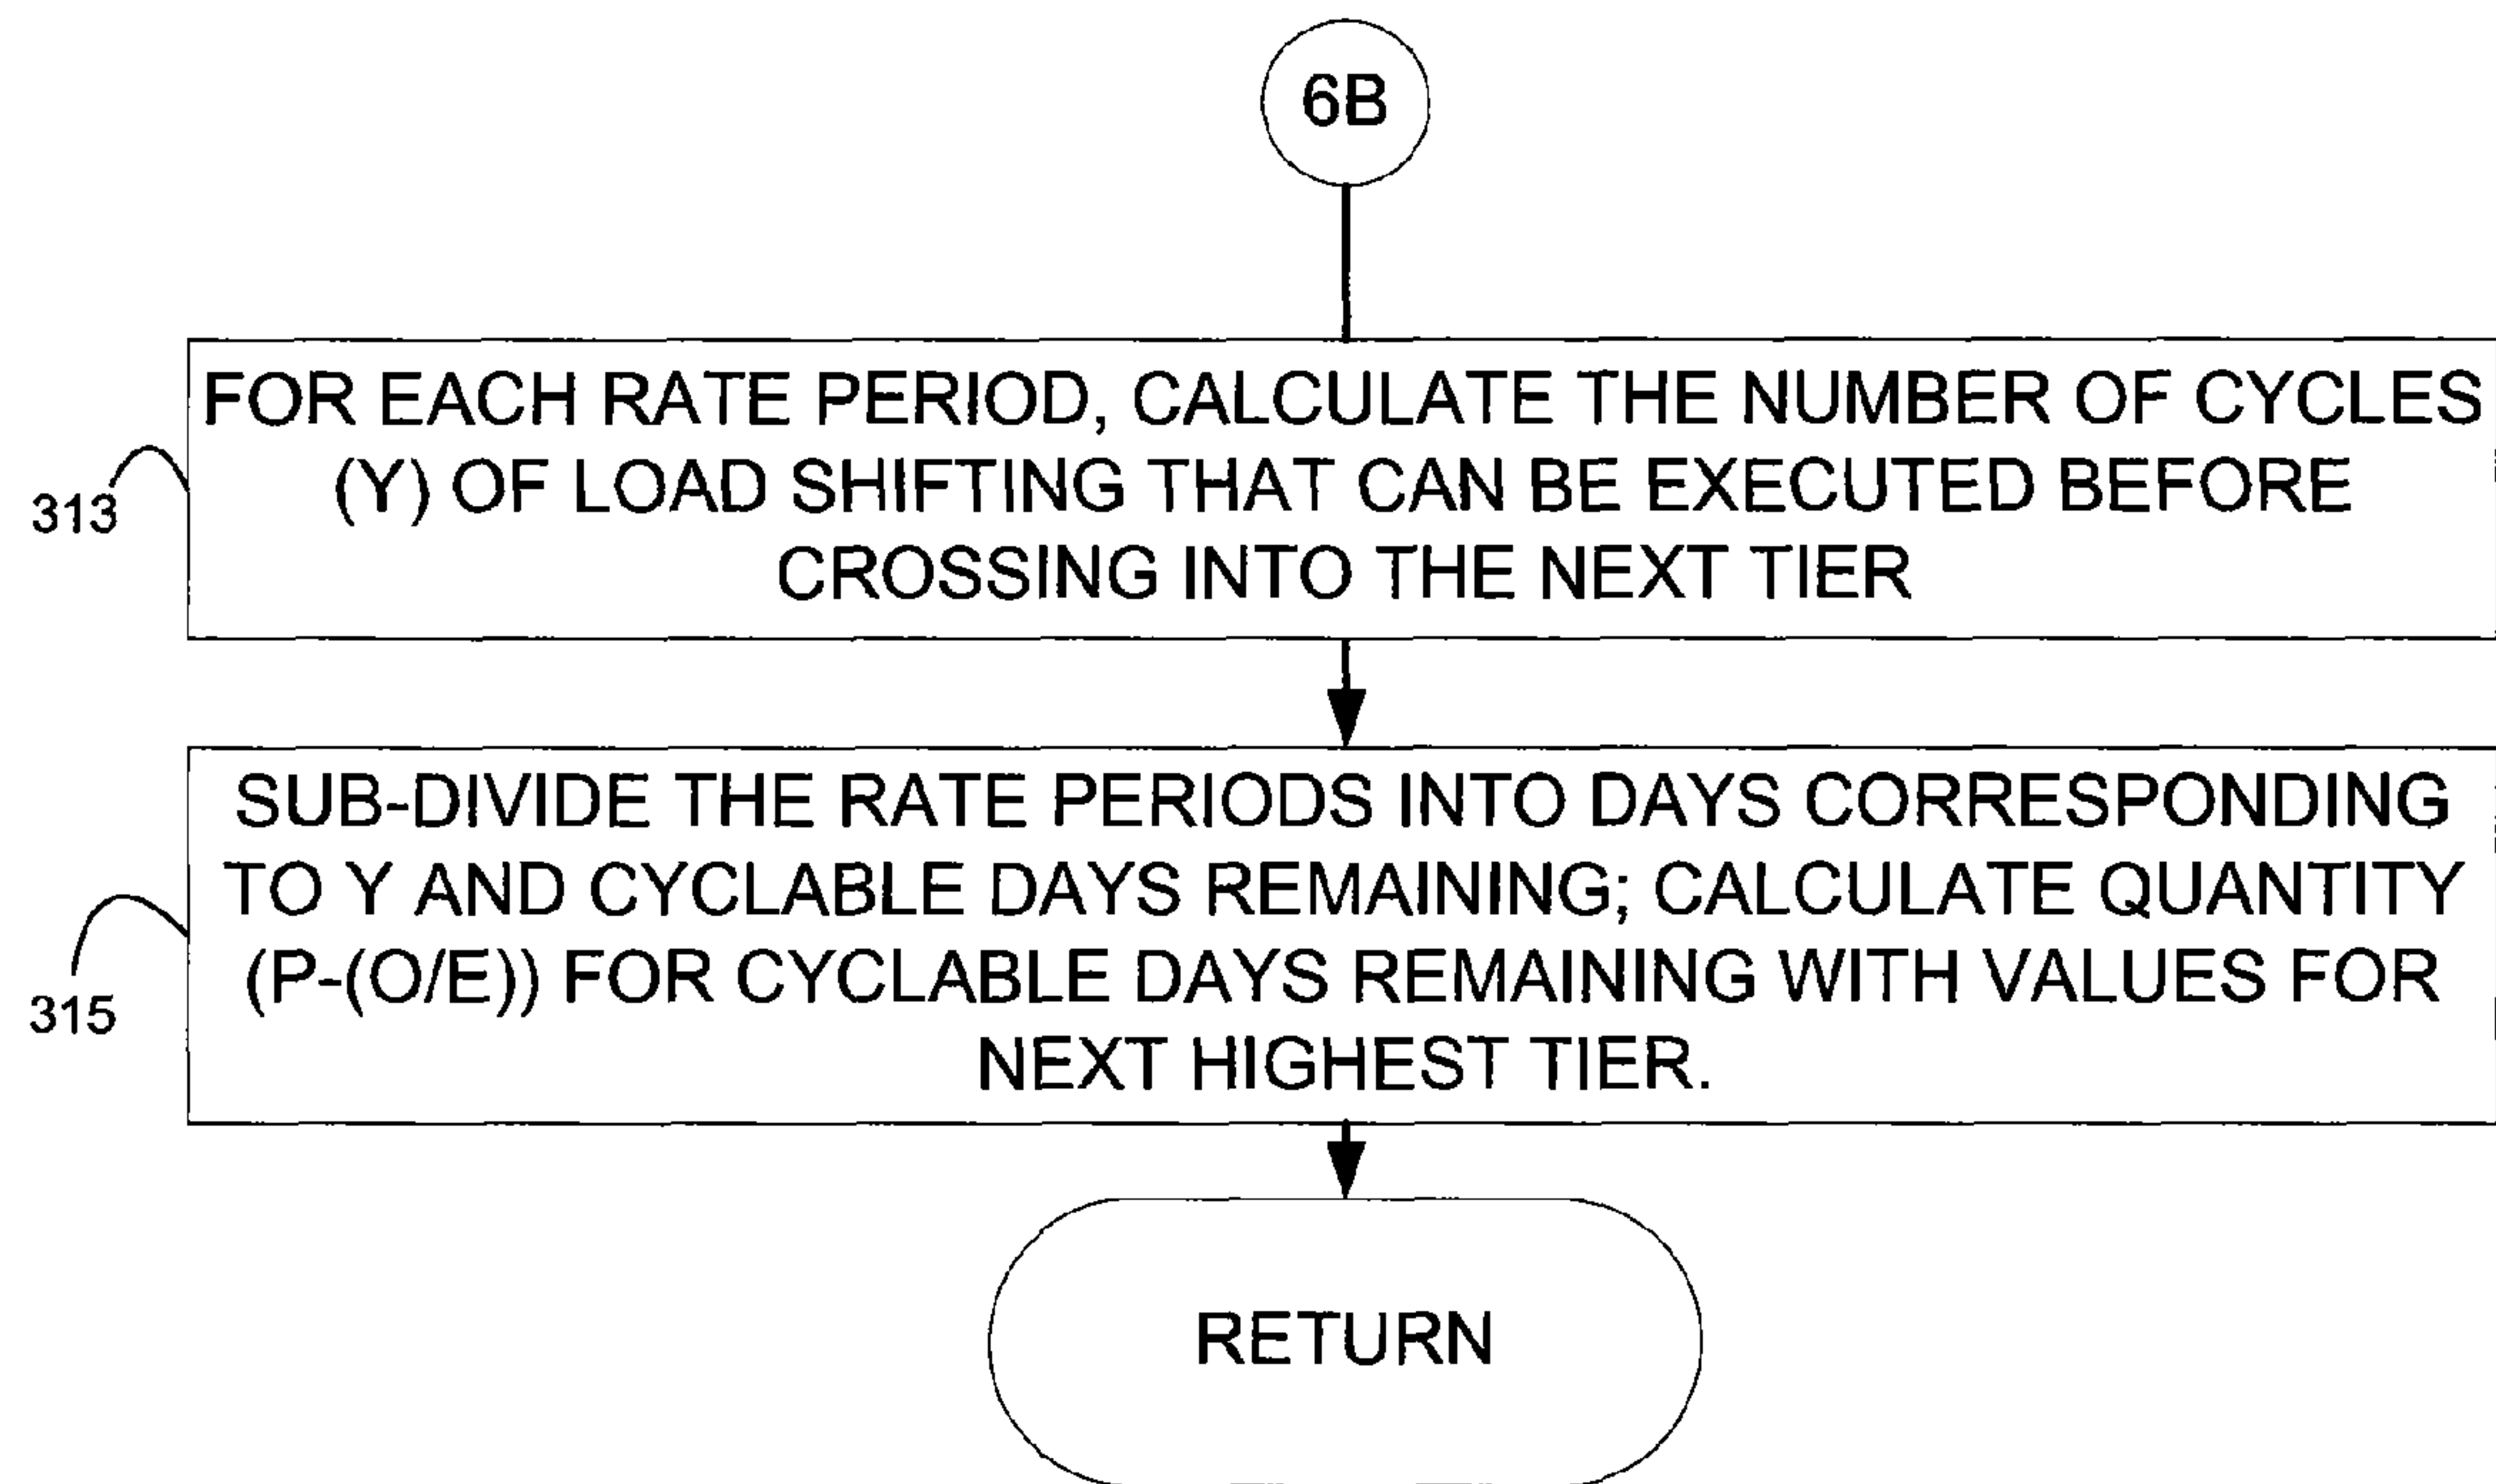 6B
FOR EACH RATE PERIOD, CALCULATE THE NUMBER OF CYCLES
(Y) OF LOAD SHIFTING THAT CAN BE EXECUTED BEFORE
CROSSING INTO THE NEXT TIER
313
SUB-DIVIDE THE RATE PERIODS INTO DAYS CORRESPONDING
TO Y AND CYCLABLE DAYS REMAINING; CALCULATE QUANTITY
(P-(O/E)) FOR CYCLABLE DAYS REMAINING WITH VALUES FOR
NEXT HIGHEST TIER.
315
RETURN